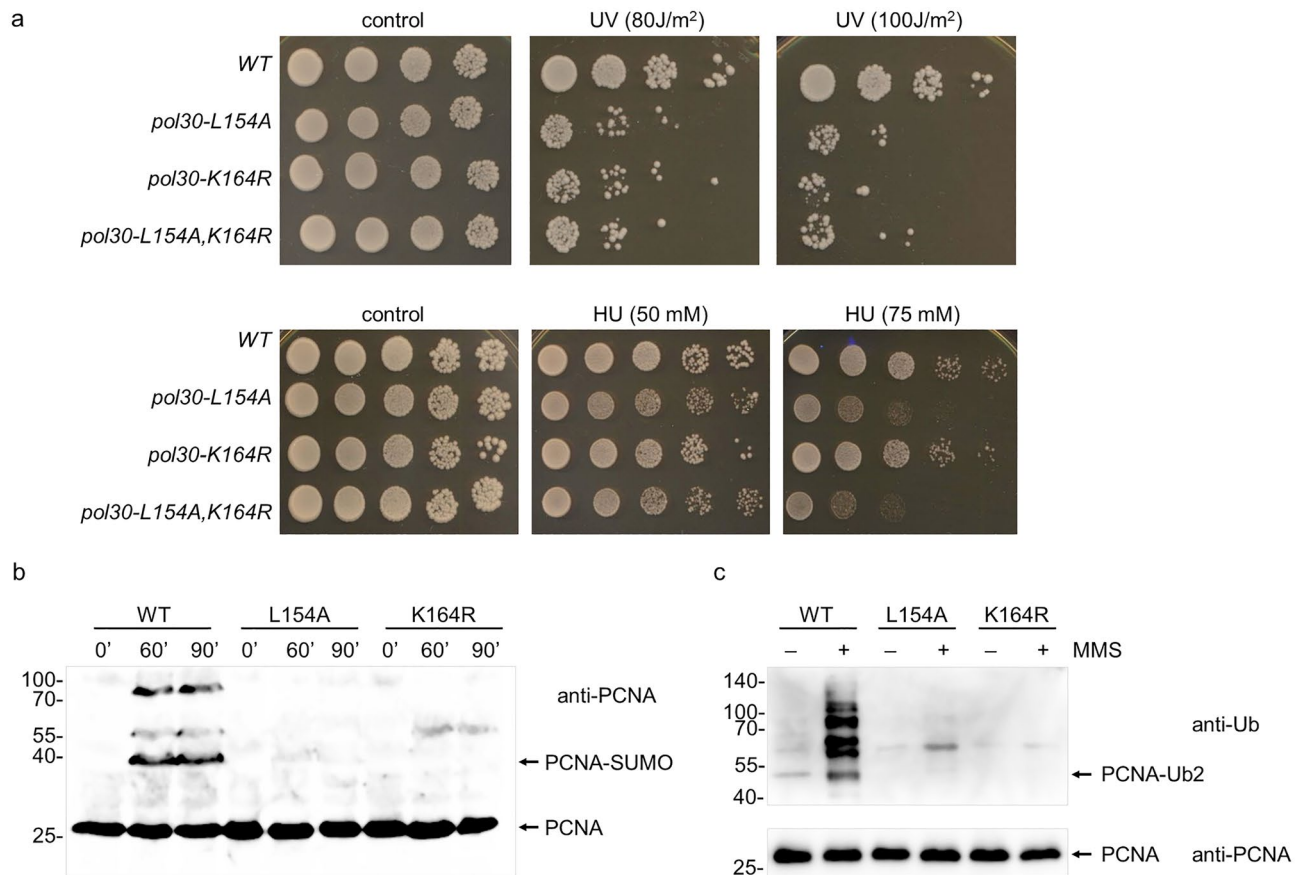 a
control
UV (80J/m²)
UV (100J/m²)
WT
pol30-L154A
pol30-K164R
pol30-L154A,K164R
control
HU (50 mM)
HU (75 mM)
WT
pol30-L154A
pol30-K164R
pol30-L154A,K164R
b
WT
L154A
K164R
0’ 60’ 90’ 0’ 60’ 90’ 0’ 60’ 90’
100-
70-
anti-PCNA
55-
40-
PCNA-SUMO
25-
PCNA
c
WT
L154A
K164R
– + – + – + MMS
140-
100-
70-
anti-Ub
55-
PCNA-Ub2
40-
PCNA anti-PCNA
25-